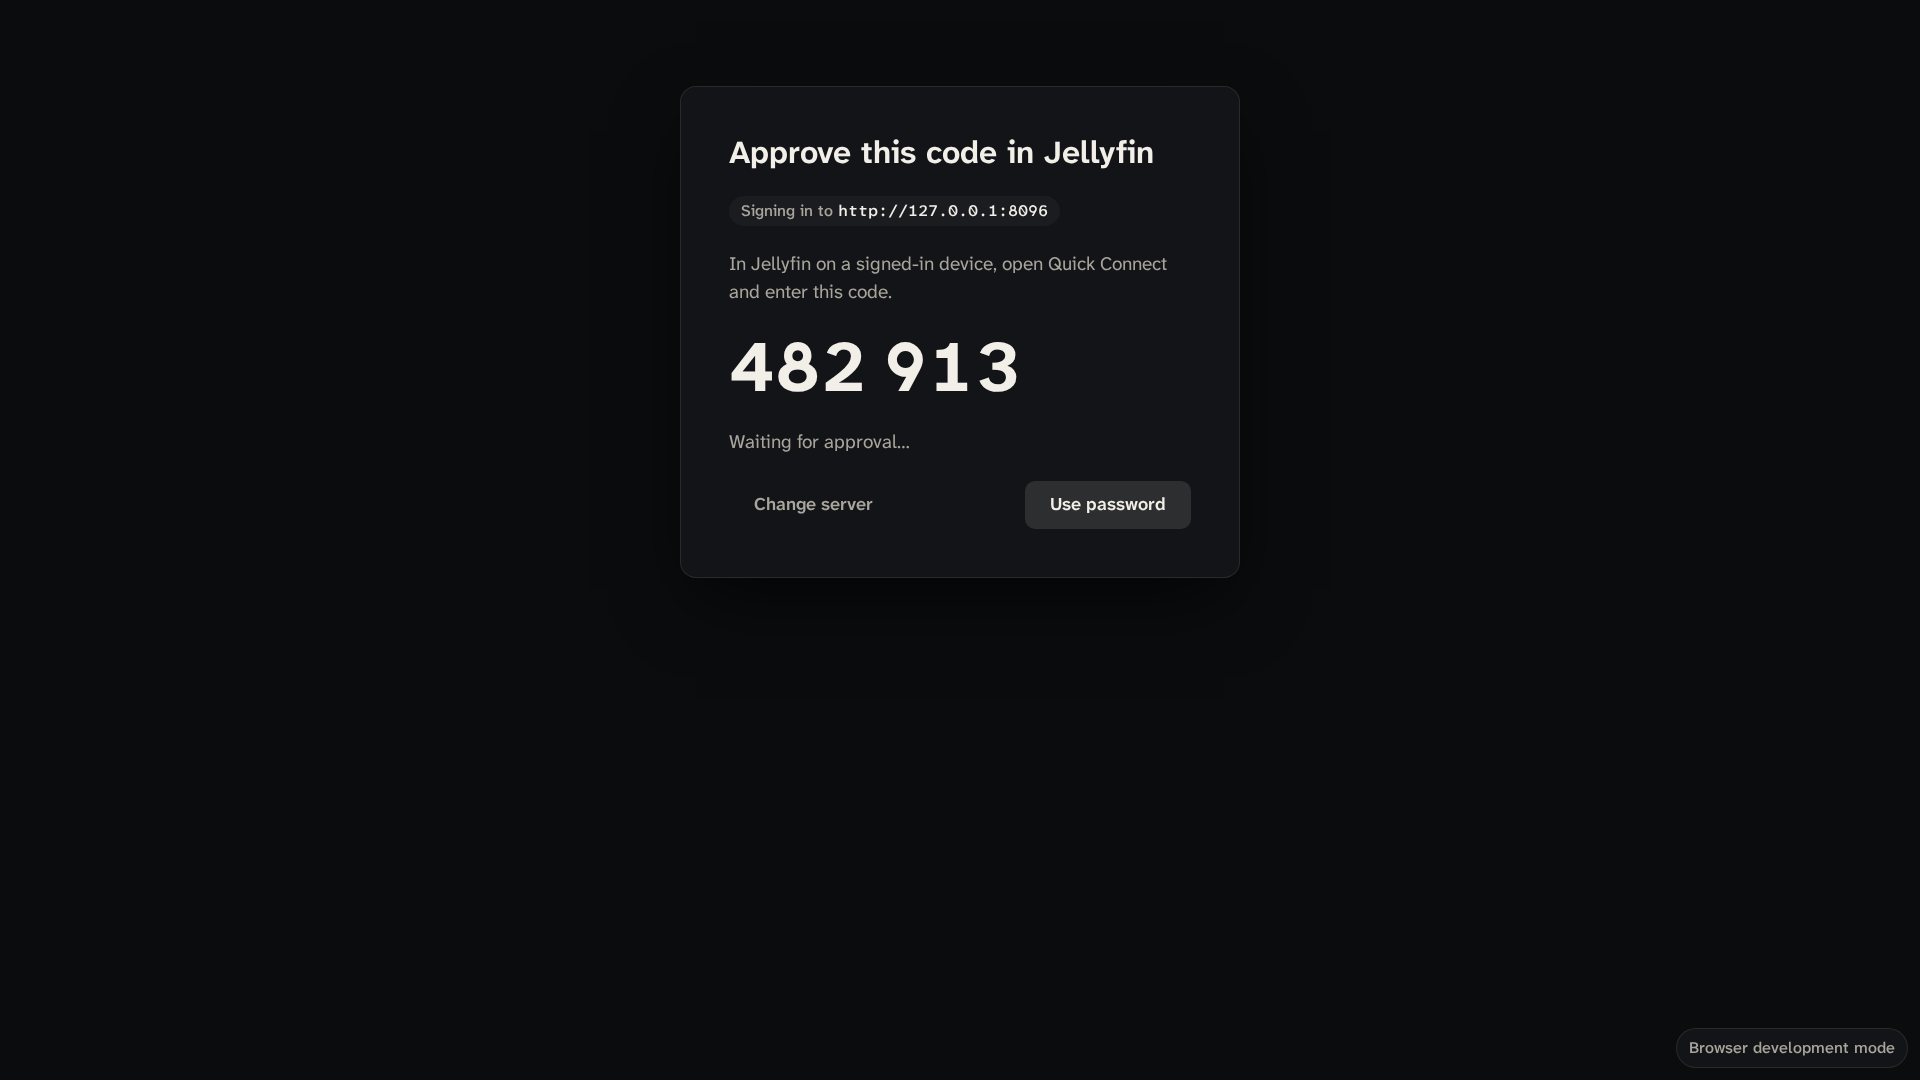 Approve this code in Jellyfin
Signing in to http://127.0.0.1:8096
In Jellyfin on a signed-in device, open Quick Connect
and enter this code.
482 913
Waiting for approval...
Change server
Use password
Browser development mode